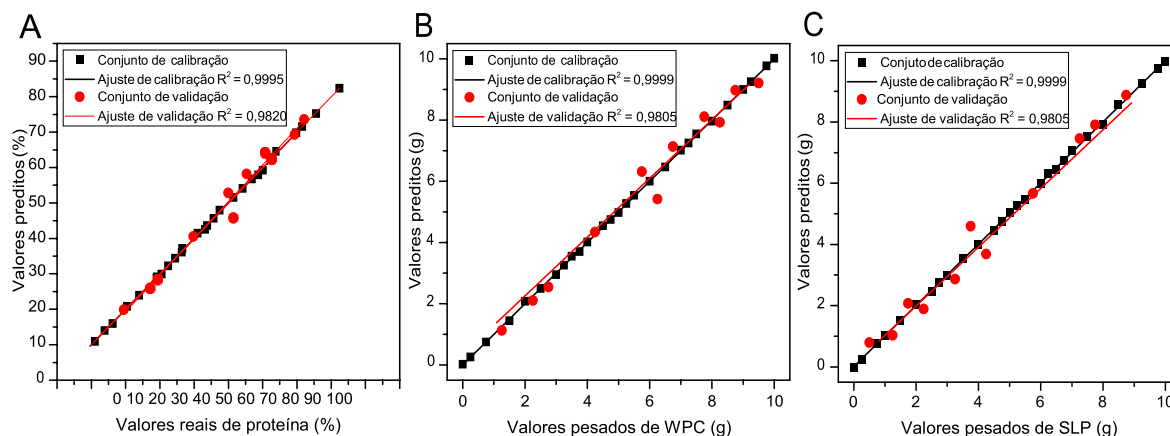 A
Conjunto de calibração
Ajuste de calibração R² = 0,9995
Conjunto de validação
Ajuste de validação R² = 0,9820
Valores preditos (%)
90
80
70
60
50
40
30
20
10
0
0 10 20 30 40 50 60 70 80 90 100
Valores reais de proteína (%)
B
Conjunto de calibração
Ajuste de calibração R² = 0,9999
Conjunto de validação
Ajuste de validação R² = 0,9805
Valores preditos (g)
10
8
6
4
2
0
0 2 4 6 8 10
Valores pesados de WPC (g)
C
Conjuto de calibração
Ajuste de calibração R² = 0,9999
Conjunto de validação
Ajuste de validação R² = 0,9805
Valores preditos (g)
10
8
6
4
2
0
0 2 4 6 8 10
Valores pesados de SLP (g)